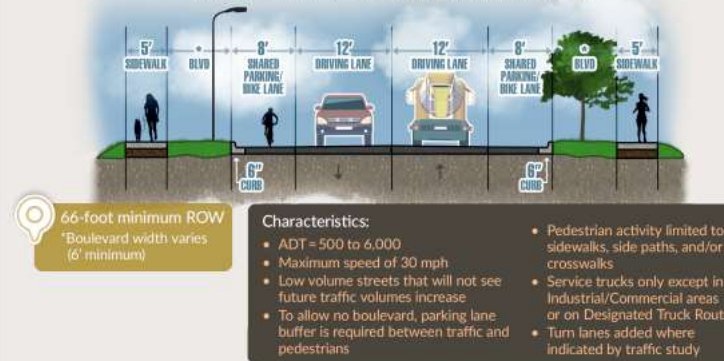 5' SIDEWALK
* BLVD
8' SHARED PARKING/ BIKE LANE
12' DRIVING LANE
12' DRIVING LANE
8' SHARED PARKING/ BIKE LANE
* BLVD
5' SIDEWALK
6" CURB
6" CURB
66-foot minimum ROW
*Boulevard width varies
(6' minimum)
Characteristics:
• ADT = 500 to 6,000
• Maximum speed of 30 mph
• Low volume streets that will not see
future traffic volumes increase
• To allow no boulevard, parking lane
buffer is required between traffic and
pedestrians
• Pedestrian activity limited to
sidewalks, side paths, and/or
crosswalks
• Service trucks only except in
Industrial/Commercial areas
or on Designated Truck Rout
• Turn lanes added where
indicated by traffic study